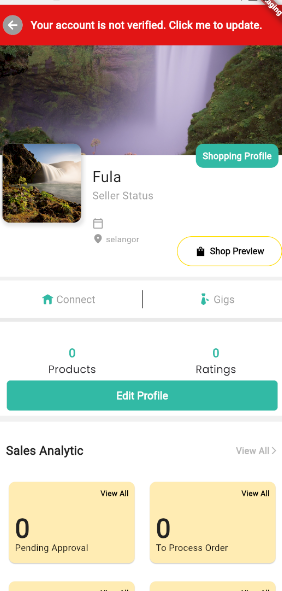 Your account is not verified. Click me to update.
Shopping Profile
Fula
Seller Status
selangor
Shop Preview
Connect
Gigs
0
Products
0
Ratings
Edit Profile
Sales Analytic
View All
View All
0
Pending Approval
View All
0
To Process Order
View All
View All